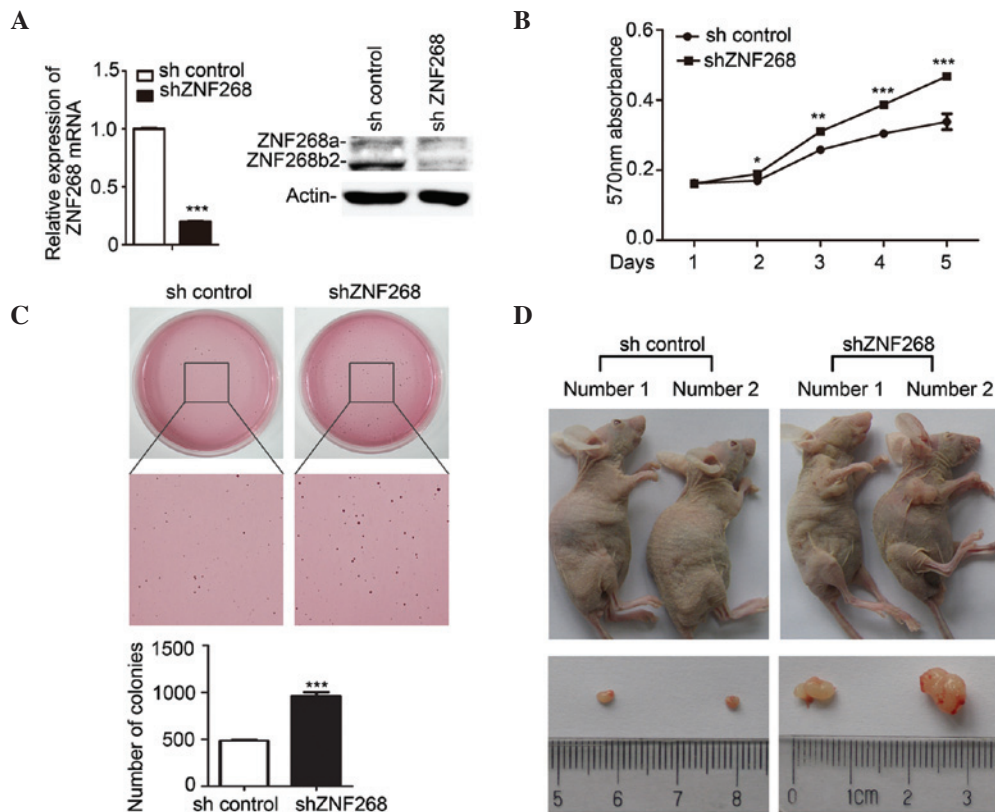 A
Relative expression of
ZNF268 mRNA
1.5
1.0
0.5
0
sh control
shZNF268
***
sh control
sh ZNF268
ZNF268a-
ZNF268b2-
Actin-
B
570nm absorbance
0.6
0.4
0.2
0.0
sh control
shZNF268
*
**
***
***
Days 1 2 3 4 5
C
sh control shZNF268
Number of colonies
1500
1000
500
0
***
sh control shZNF268
D
sh control shZNF268
Number 1 Number 2 Number 1 Number 2
5 6 7 8 0 1cm 2 3